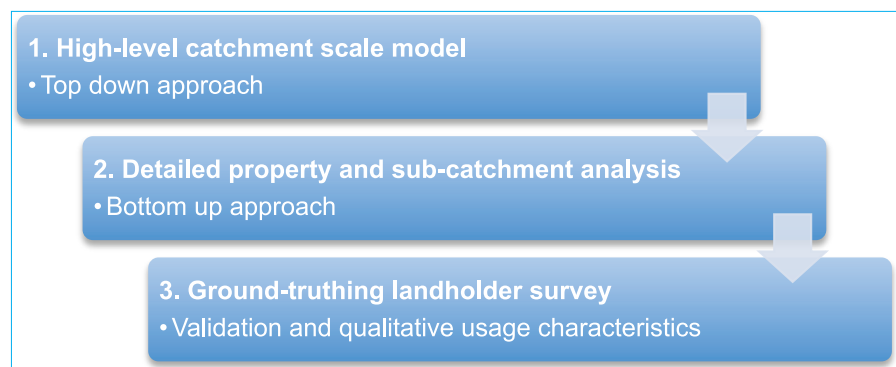 1. High-level catchment scale model
• Top down approach
2. Detailed property and sub-catchment analysis
• Bottom up approach
3. Ground-truthing landholder survey
• Validation and qualitative usage characteristics